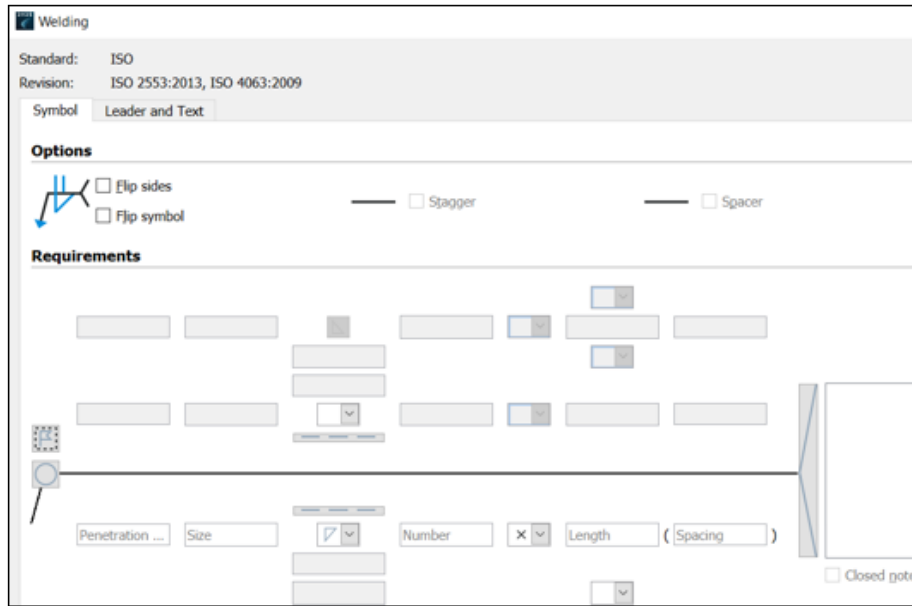 Welding
Standard: ISO
Revision: ISO 2553:2013, ISO 4063:2009
Symbol Leader and Text
Options
Flip sides
Flip symbol
Stagger
Spacer
Requirements
Penetration ... Size Number × Length ( Spacing )
Closed note